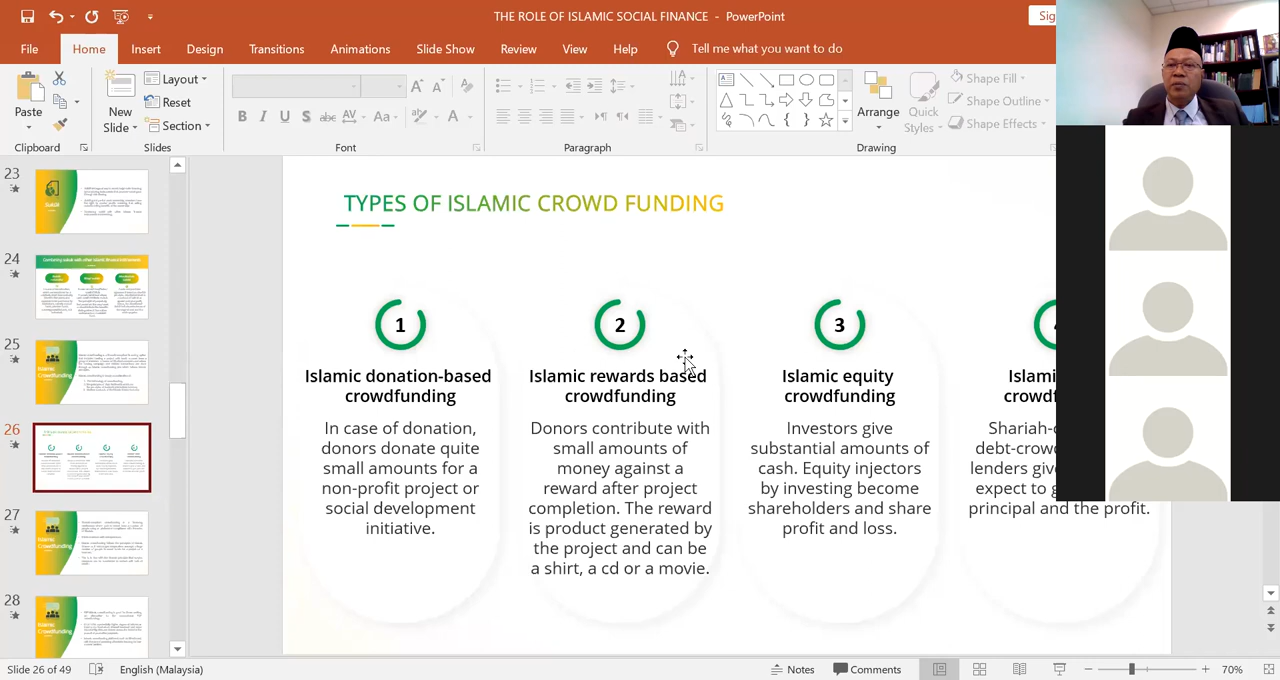 THE ROLE OF ISLAMIC SOCIAL FINANCE - PowerPoint
File Home Insert Design Transitions Animations Slide Show Review View Help Tell me what you want to do
Paste
New
Slide
Layout
Reset
Section
Arrange
Quick
Styles
Shape Fill
Shape Outline
Shape Effects
Clipboard Slides Font Paragraph Drawing
23
24
25
26
27
28
TYPES OF ISLAMIC CROWD FUNDING
1
Islamic donation-based
crowdfunding
In case of donation,
donors donate quite
small amounts for a
non-profit project or
social development
initiative.
2
Islamic rewards based
crowdfunding
Donors contribute with
small amounts of
money against a
reward after project
completion. The reward
is product generated by
the project and can be
a shirt, a cd or a movie.
3
Islamic equity
crowdfunding
Investors give
substantial amounts of
cash. Equity injectors
by investing become
shareholders and share
profit and loss.
lenders
expect to
principal and the profit.
Slide 26 of 49 English (Malaysia) Notes Comments 70%